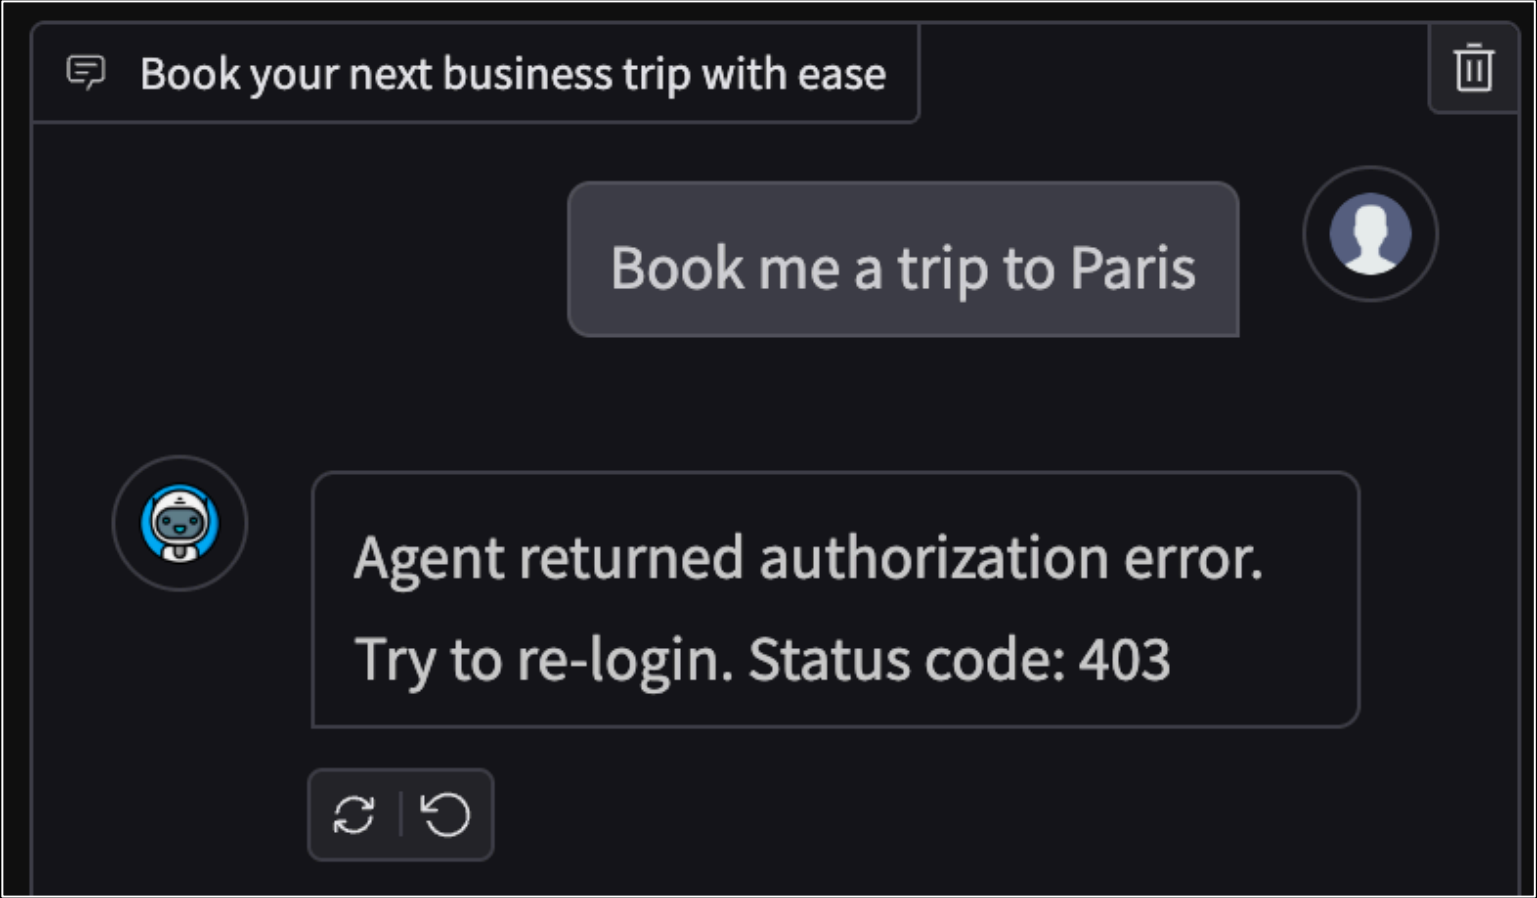 Book your next business trip with ease
Book me a trip to Paris
Agent returned authorization error.
Try to re-login. Status code: 403